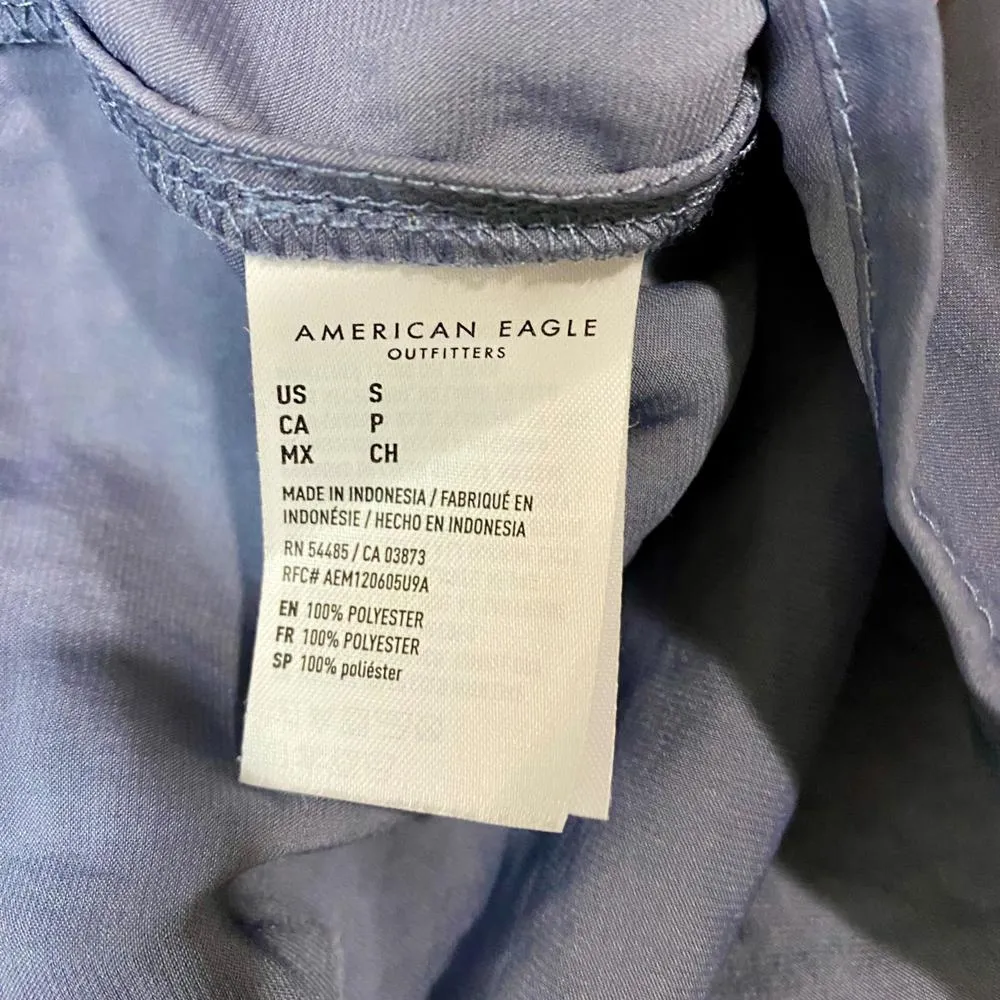 AMERICAN EAGLE
OUTFITTERS
US S
CA P
MX CH
MADE IN INDONESIA / FABRIQUÉ EN
INDONÉSIE / HECHO EN INDONESIA
RN 54485 / CA 03873
RFC# AEM120605U9A
EN 100% POLYESTER
FR 100% POLYESTER
SP 100% poliéster